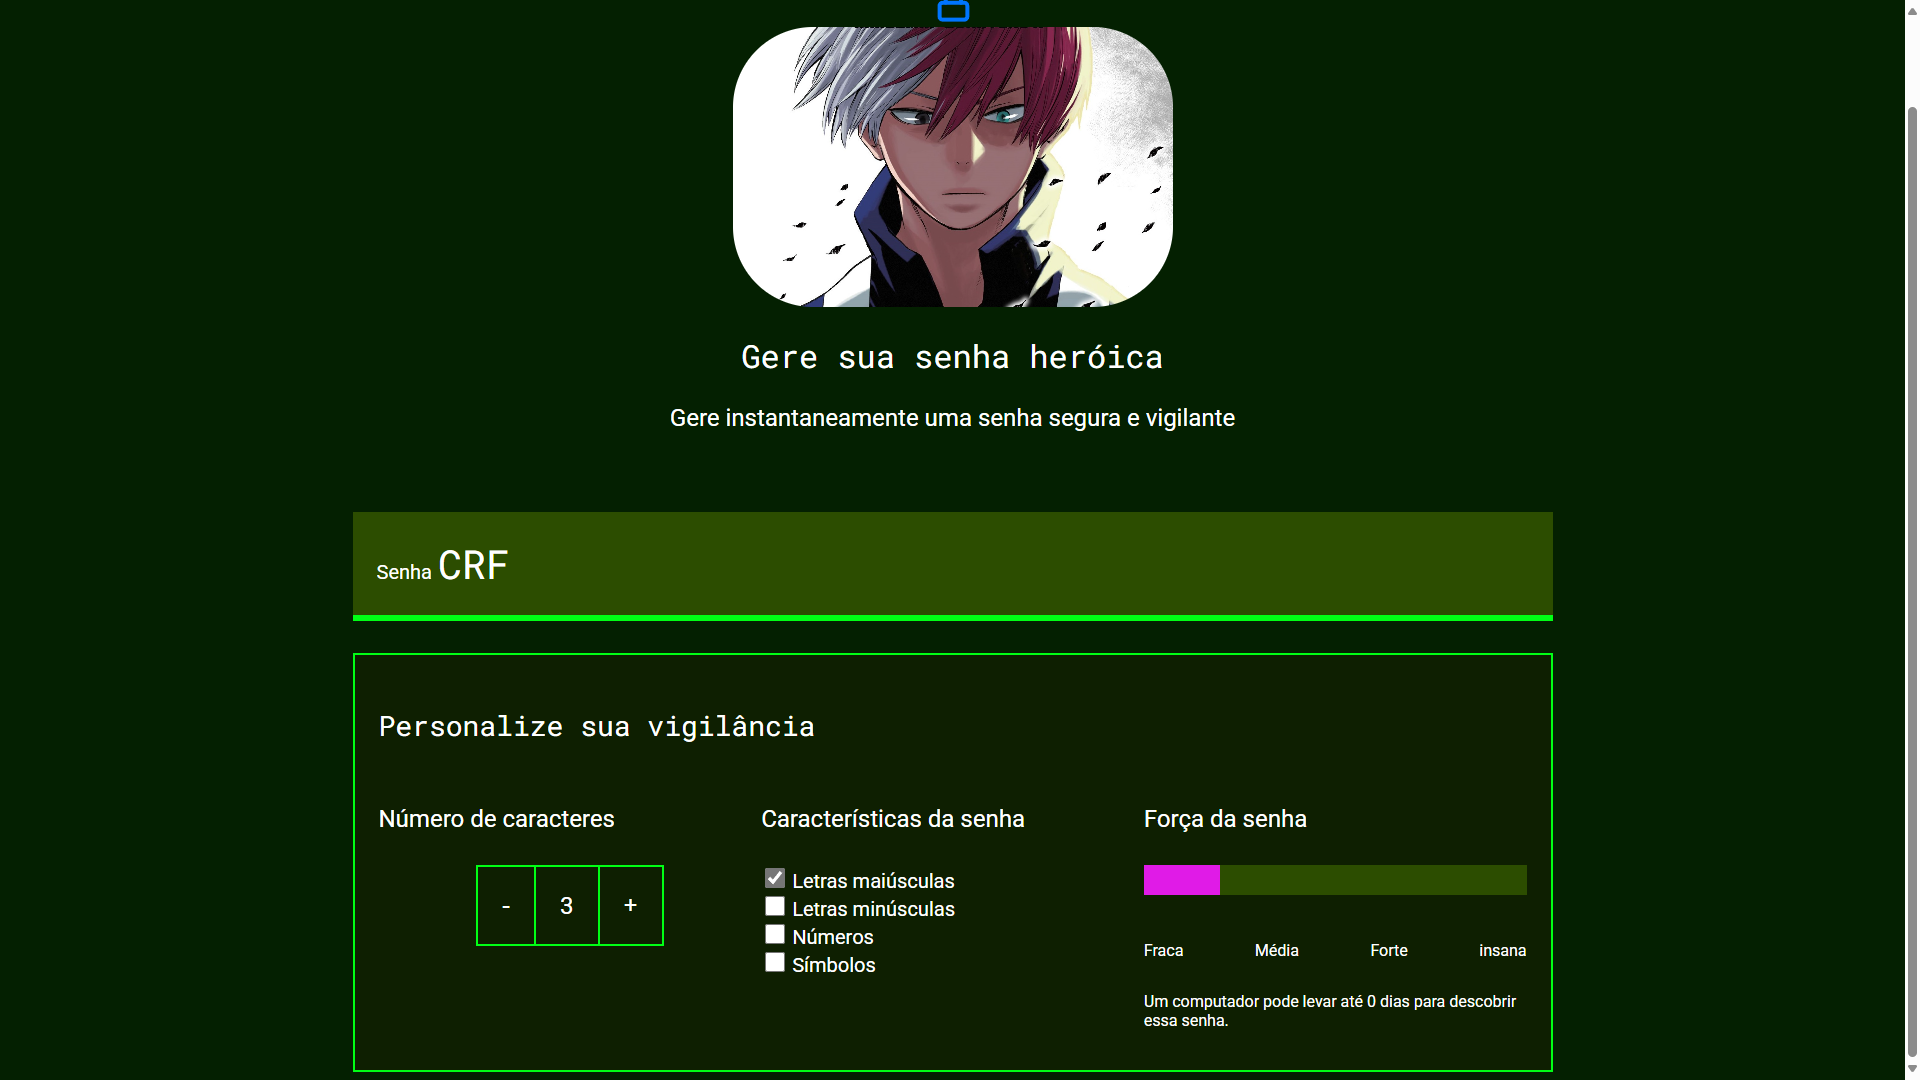 Gere sua senha heróica
Gere instantaneamente uma senha segura e vigilante
Senha CRF
Personalize sua vigilância
Número de caracteres
- 3 +
Características da senha
Letras maiúsculas
Letras minúsculas
Números
Símbolos
Força da senha
Fraca Média Forte insana
Um computador pode levar até 0 dias para descobrir
essa senha.